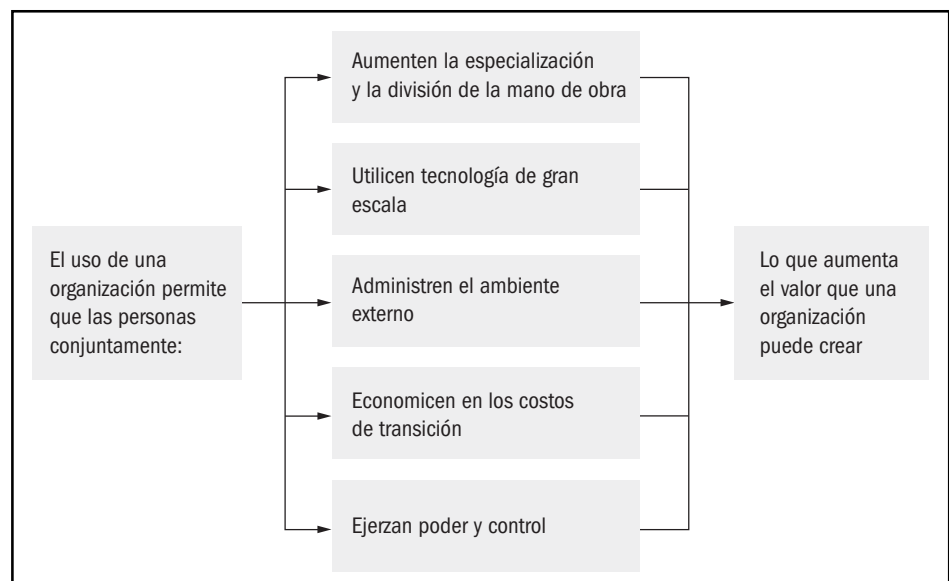 El uso de una
organización permite
que las personas
conjuntamente:
Aumenten la especialización
y la división de la mano de obra
Utilicen tecnología de gran
escala
Administren el ambiente
externo
Economicen en los costos
de transición
Ejerzan poder y control
Lo que aumenta
el valor que una
organización
puede crear